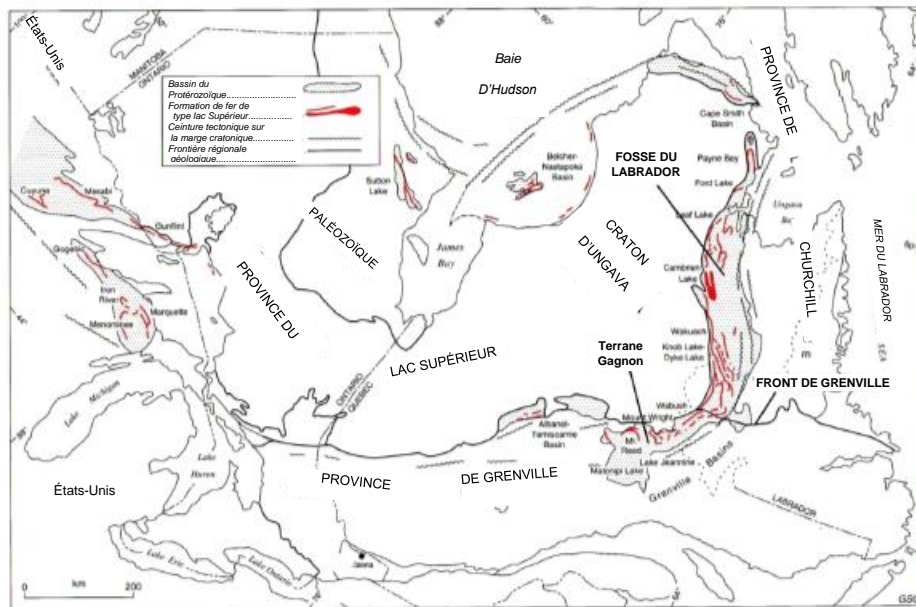 États-Unis
MANITOBA
ONTARIO
Bassin du
Protérozoïque
Formation de fer de
type lac Supérieur
Ceinture tectonique sur
la marge cratonique
Frontière régionale
géologique
Baie
D'Hudson
PROVINCE DE
CHURCHILL
Cape Smith
Basin
Payne Bay
Ford Lake
FOSSE DU
LABRADOR
Leaf Lake
Ungava
Bay
Belcher-
Nastapoka
Basin
Sutton
Lake
Cuyuna
Mesabi
Gunflint
Gogebic
Iron
River
Marquette
Menominee
PALÉOZOÏQUE
James
Bay
CRATON
D'UNGAVA
Cambrien
Lake
MER DU LABRADOR
SEA
PROVINCE DU
LAC SUPÉRIEUR
Wakuach
Knob Lake-
Dyke Lake
Terrane
Gagnon
FRONT DE GRENVILLE
Wabush
Mount Wright
ONTARIO
QUEBEC
Albanel-
Temiscamie
Basin
Mt
Reed
Lake Jeannine
Matonipi Lake
Grenville Basins
LABRADOR
PROVINCE
DE GRENVILLE
Lake Michigan
Lake
Huron
États-Unis
Lake Erie
Lake Ontario
0
km
200
GSC